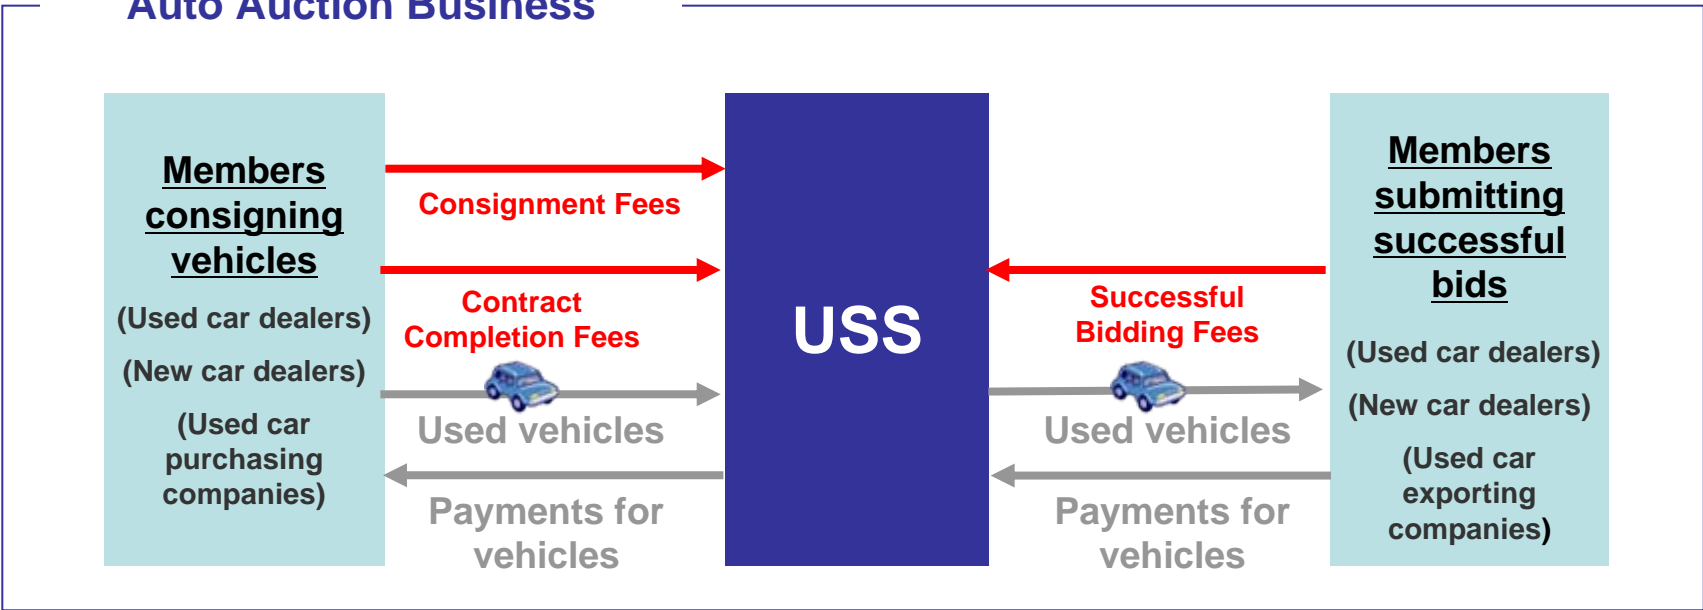 Auto Auction Business
Members
consigning
vehicles
(Used car dealers)
(New car dealers)
(Used car
purchasing
companies)
Consignment Fees
Contract
Completion Fees
Used vehicles
Payments for
vehicles
USS
Successful
Bidding Fees
Used vehicles
Payments for
vehicles
Members
submitting
successful
bids
(Used car dealers)
(New car dealers)
(Used car
exporting
companies)